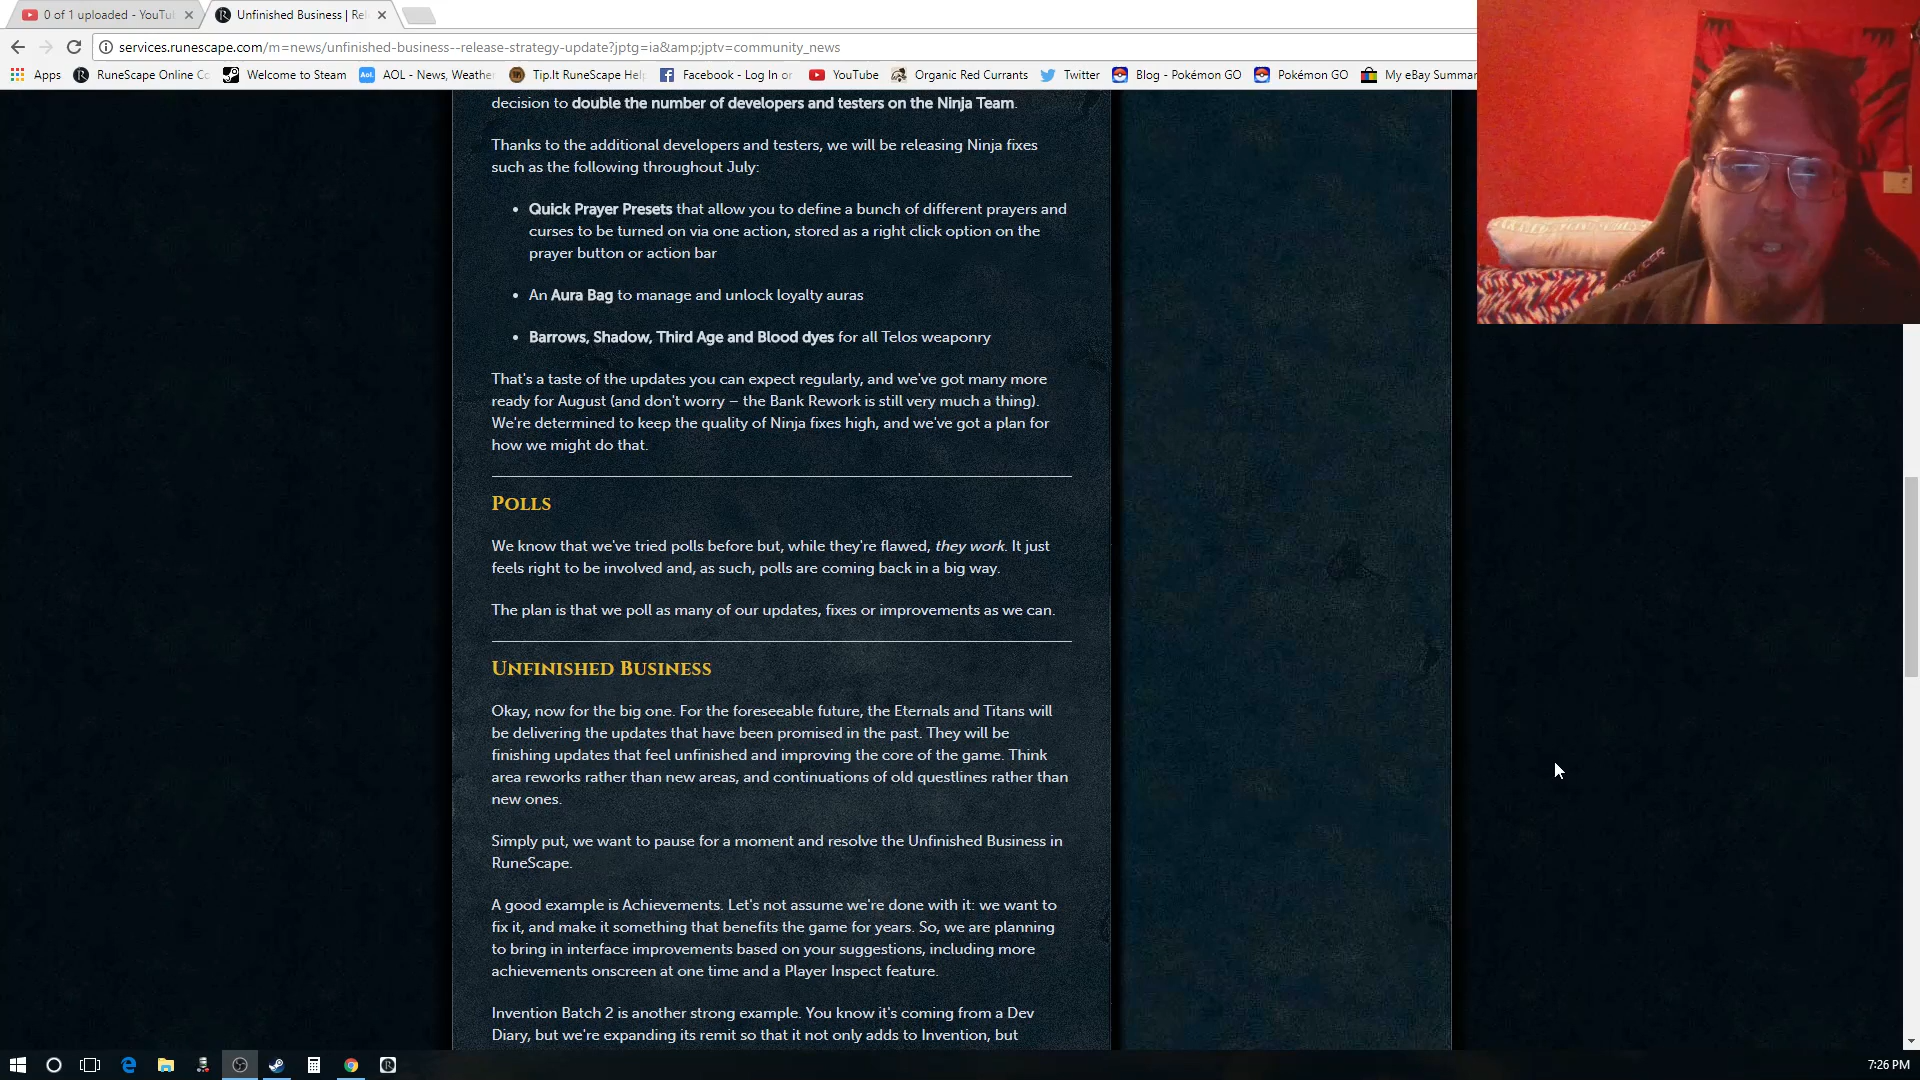 0 of 1 uploaded - YouTu
Unfinished Business | Rel
services.runescape.com/m=news/unfinished-business--release-strategy-update?jptg=ia&amp;jptv=community_news
Apps
RuneScape Online Co
Welcome to Steam
Aol.
AOL - News, Weathe
Tip.It RuneScape Hel
Facebook - Log In or
YouTube
Organic Red Currants
Twitter
Blog - Pokémon GO
Pokémon GO
My eBay Summar
decision to double the number of developers and testers on the Ninja Team.
Thanks to the additional developers and testers, we will be releasing Ninja fixes
such as the following throughout July:
• Quick Prayer Presets that allow you to define a bunch of different prayers and
curses to be turned on via one action, stored as a right click option on the
prayer button or action bar
• An Aura Bag to manage and unlock loyalty auras
• Barrows, Shadow, Third Age and Blood dyes for all Telos weaponry
That's a taste of the updates you can expect regularly, and we've got many more
ready for August (and don't worry – the Bank Rework is still very much a thing).
We're determined to keep the quality of Ninja fixes high, and we've got a plan for
how we might do that.
POLLS
We know that we've tried polls before but, while they're flawed, they work. It just
feels right to be involved and, as such, polls are coming back in a big way.
The plan is that we poll as many of our updates, fixes or improvements as we can.
UNFINISHED BUSINESS
Okay, now for the big one. For the foreseeable future, the Eternals and Titans will
be delivering the updates that have been promised in the past. They will be
finishing updates that feel unfinished and improving the core of the game. Think
area reworks rather than new areas, and continuations of old questlines rather than
new ones.
Simply put, we want to pause for a moment and resolve the Unfinished Business in
RuneScape.
A good example is Achievements. Let's not assume we're done with it: we want to
fix it, and make it something that benefits the game for years. So, we are planning
to bring in interface improvements based on your suggestions, including more
achievements onscreen at one time and a Player Inspect feature.
Invention Batch 2 is another strong example. You know it's coming from a Dev
Diary, but we're expanding its remit so that it not only adds to Invention, but
DXRACER
7:26 PM